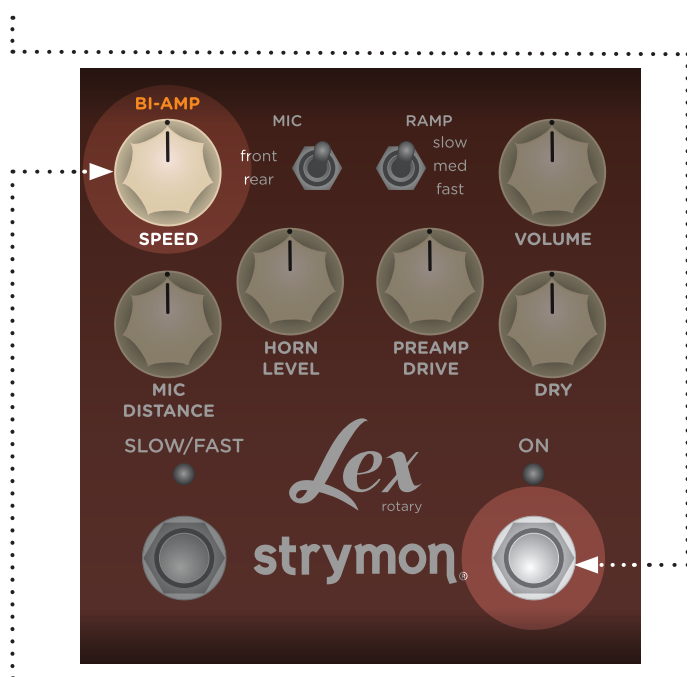 BI-AMP
MIC
RAMP
front
rear
slow
med
fast
SPEED
VOLUME
HORN
LEVEL
PREAMP
DRIVE
MIC
DISTANCE
DRY
SLOW/FAST
ON
Lex
rotary
strymon®